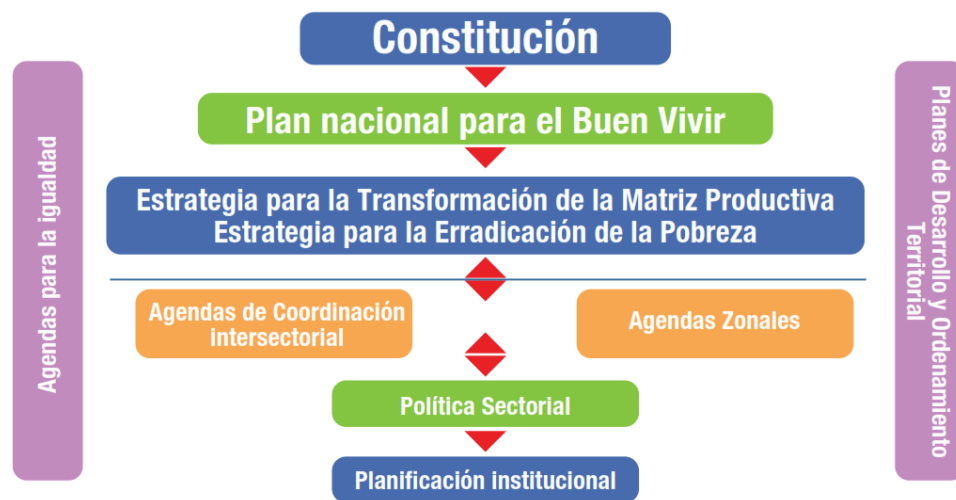 Constitución
Plan nacional para el Buen Vivir
Estrategia para la Transformación de la Matriz Productiva
Estrategia para la Erradicación de la Pobreza
Agendas de Coordinación
intersectorial
Agendas Zonales
Política Sectorial
Planificación institucional
Agendas para la igualdad
Planes de Desarrollo y Ordenamiento
Territorial